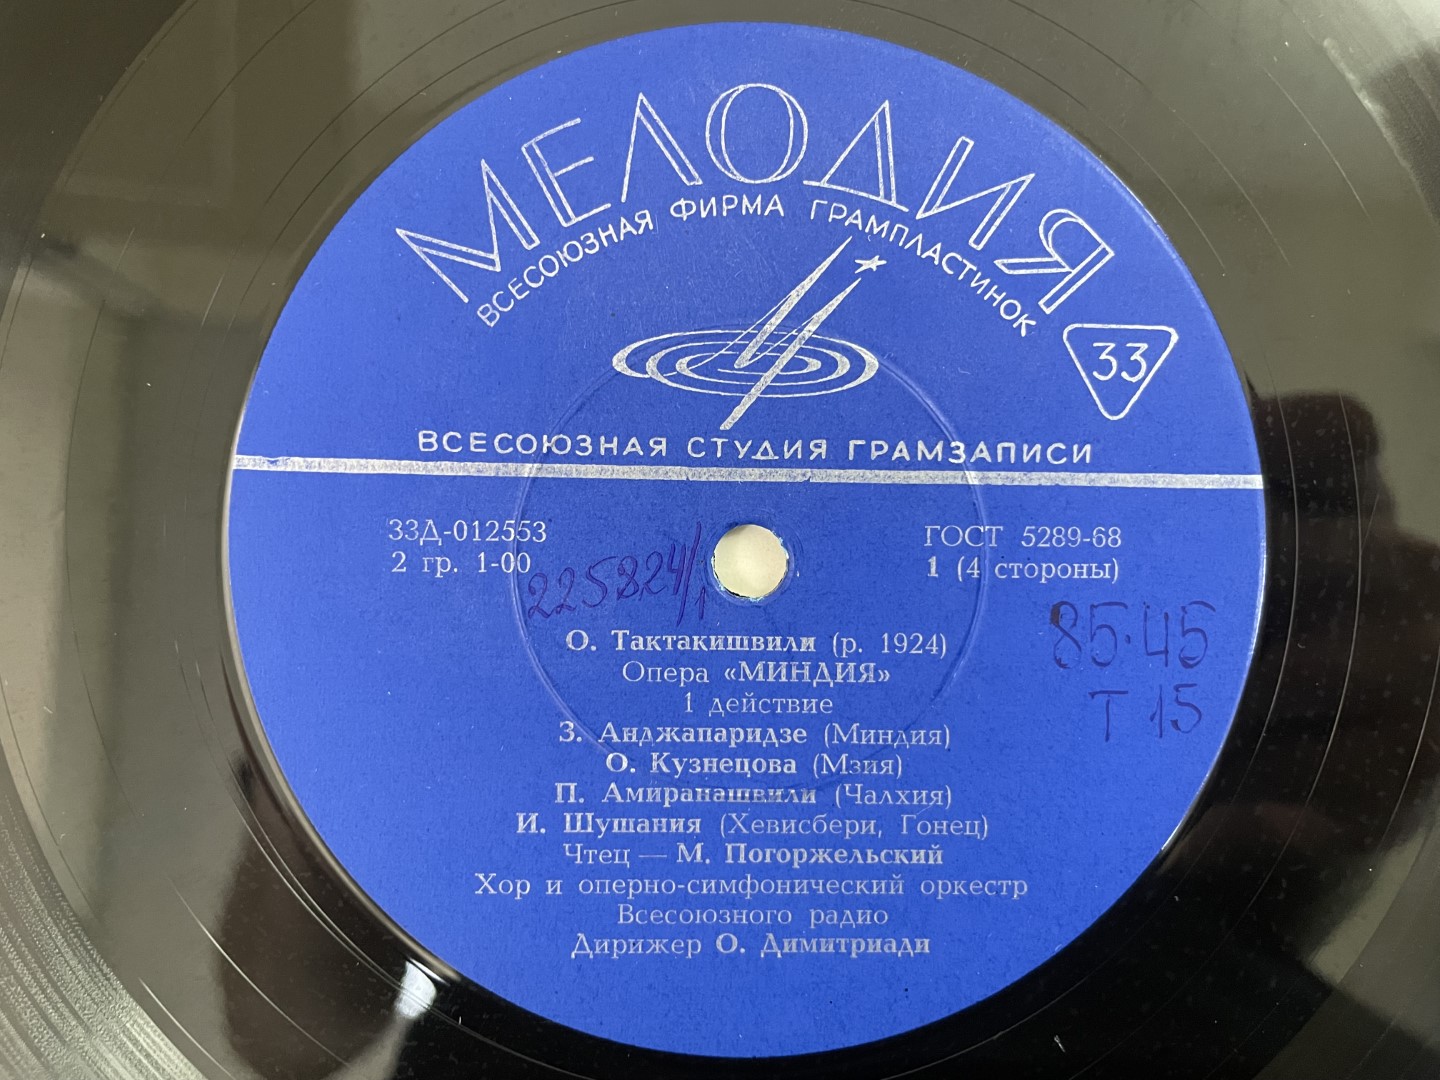 МЕЛОДИЯ
ВСЕСОЮЗНАЯ ФИРМА ГРАМПЛАСТИНОК
33
ВСЕСОЮЗНАЯ СТУДИЯ ГРАМЗАПИСИ
33Д-012553
2 гр. 1-00
ГОСТ 5289-68
1 (4 стороны)
225824/1
85.45
Т 15
О. Тактакишвили (р. 1924)
Опера «МИНДИЯ»
1 действие
З. Анджапаридзе (Миндия)
О. Кузнецова (Мзия)
П. Амиранашвили (Чалхия)
И. Шушания (Хевисбери, Гонец)
Чтец — М. Погоржельский
Хор и оперно-симфонический оркестр
Всесоюзного радио
Дирижер О. Димитриади